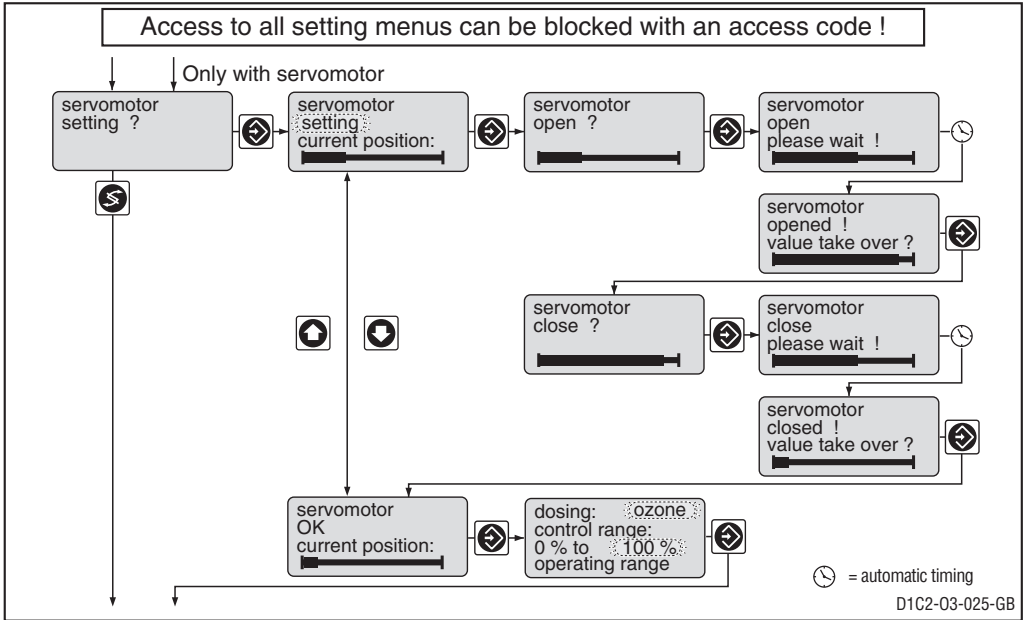 Access to all setting menus can be blocked with an access code !
Only with servomotor
servomotor
setting ?
servomotor
setting
current position:
servomotor
open ?
servomotor
open
please wait !
servomotor
opened !
value take over ?
servomotor
close ?
servomotor
close
please wait !
servomotor
closed !
value take over ?
servomotor
OK
current position:
dosing: ozone
control range:
0 % to 100 %
operating range
= automatic timing
D1C2-O3-025-GB